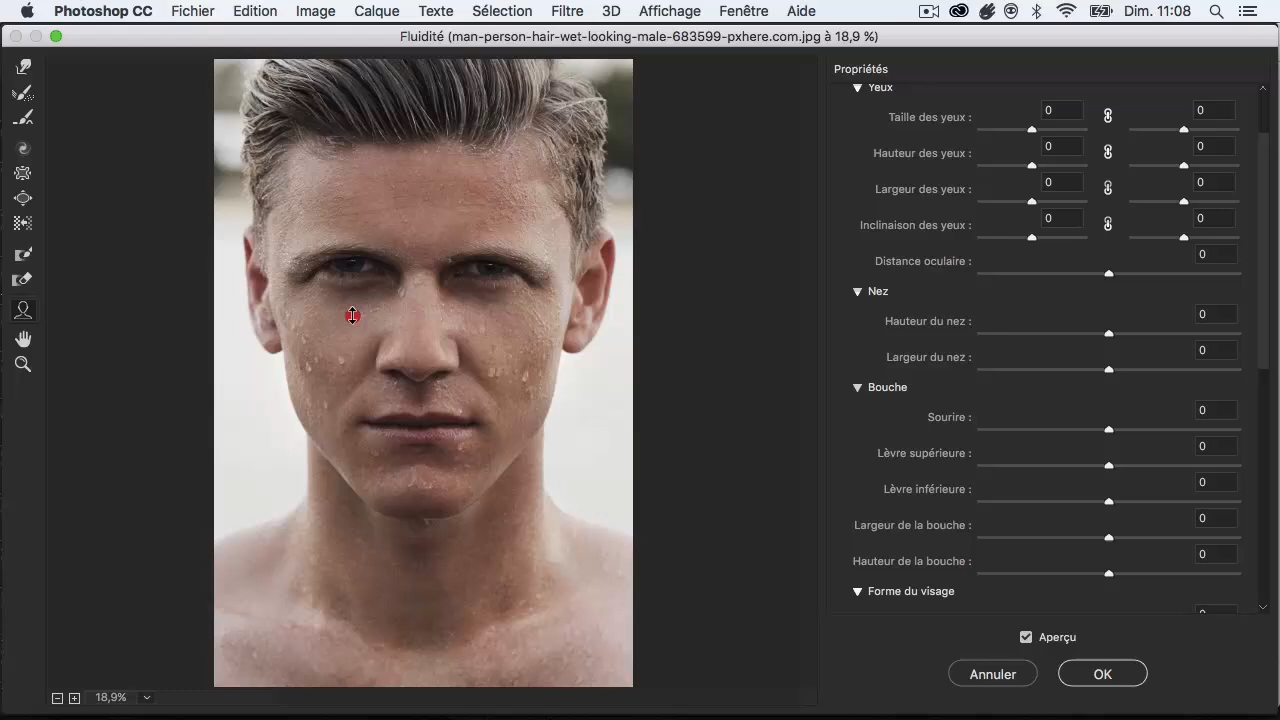 Photoshop CC Fichier Edition Image Calque Texte Sélection Filtre 3D Affichage Fenêtre Aide Dim. 11:08
Fluidité (man-person-hair-wet-looking-male-683599-pxhere.com.jpg à 18,9 %)
Propriétés
Yeux
Taille des yeux : 0 0
Hauteur des yeux : 0 0
Largeur des yeux : 0 0
Inclinaison des yeux : 0 0
Distance oculaire : 0
Nez
Hauteur du nez : 0
Largeur du nez : 0
Bouche
Sourire : 0
Lèvre supérieure : 0
Lèvre inférieure : 0
Largeur de la bouche : 0
Hauteur de la bouche : 0
Forme du visage
Aperçu
Annuler OK
18,9%